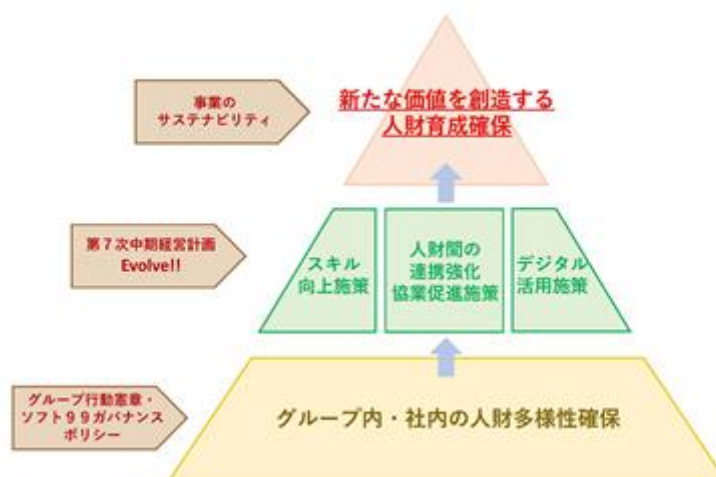 事業の
サステナビリティ
新たな価値を創造する
人財育成確保
第７次中期経営計画
Evolve!!
スキル
向上施策
人財間の
連携強化
協業促進施策
デジタル
活用施策
グループ行動憲章・
ソフト９９ガバナンス
ポリシー
グループ内・社内の人財多様性確保